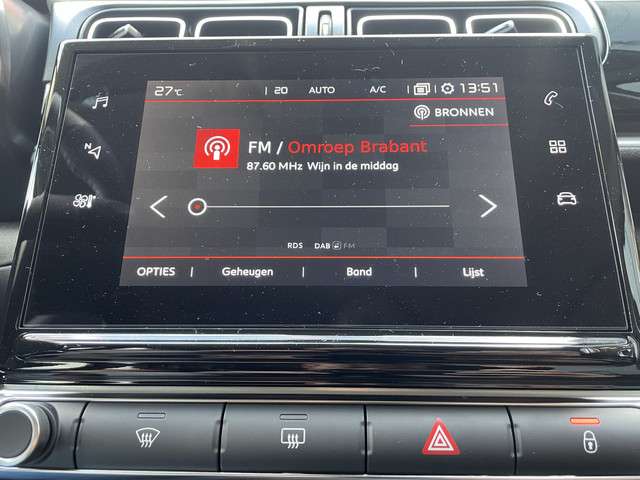 27°C 20 AUTO A/C 13:51
BRONNEN
FM / Omroep Brabant
87.60 MHz Wijn in de middag
RDS DAB FM
OPTIES Geheugen Band Lijst
N